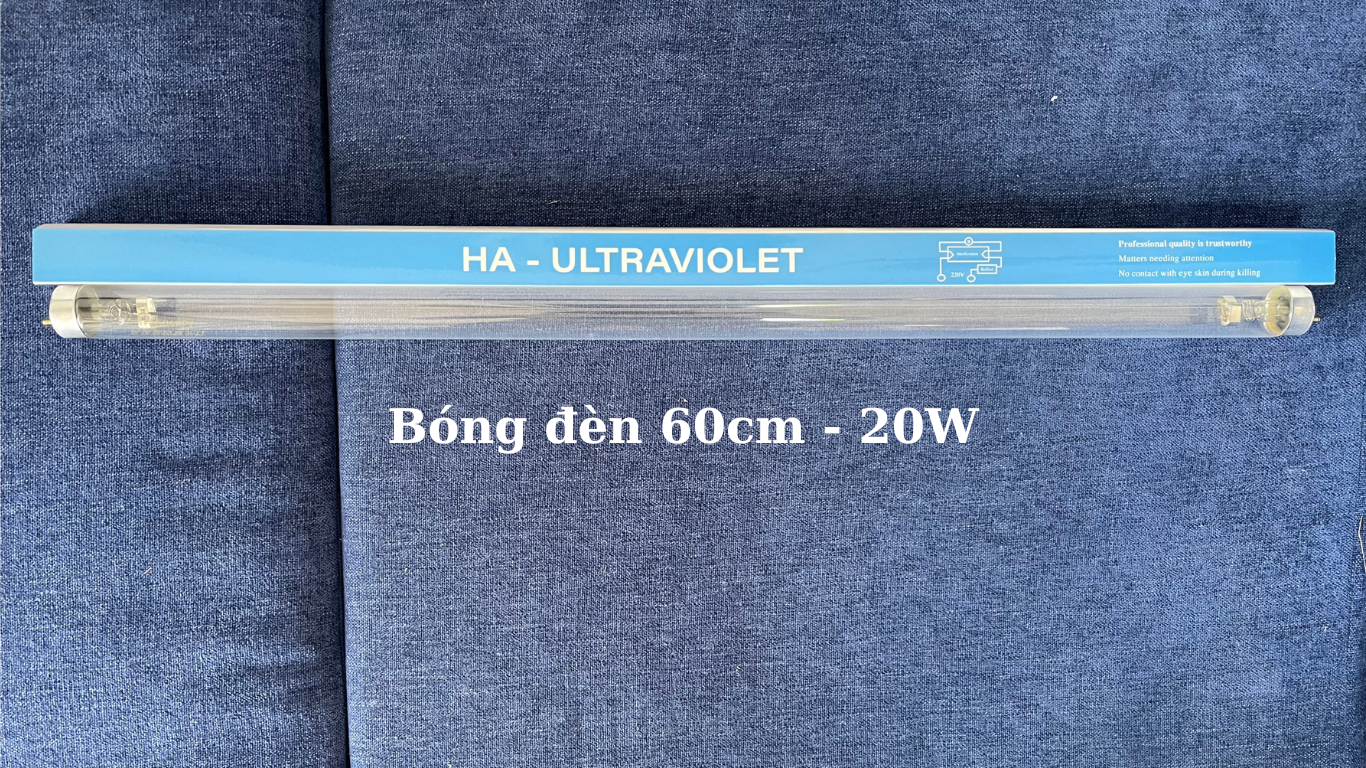 HA - ULTRAVIOLET
220V
Professional quality is trustworthy
Matters needing attention
No contact with eye skin during killing
Bóng đèn 60cm - 20W